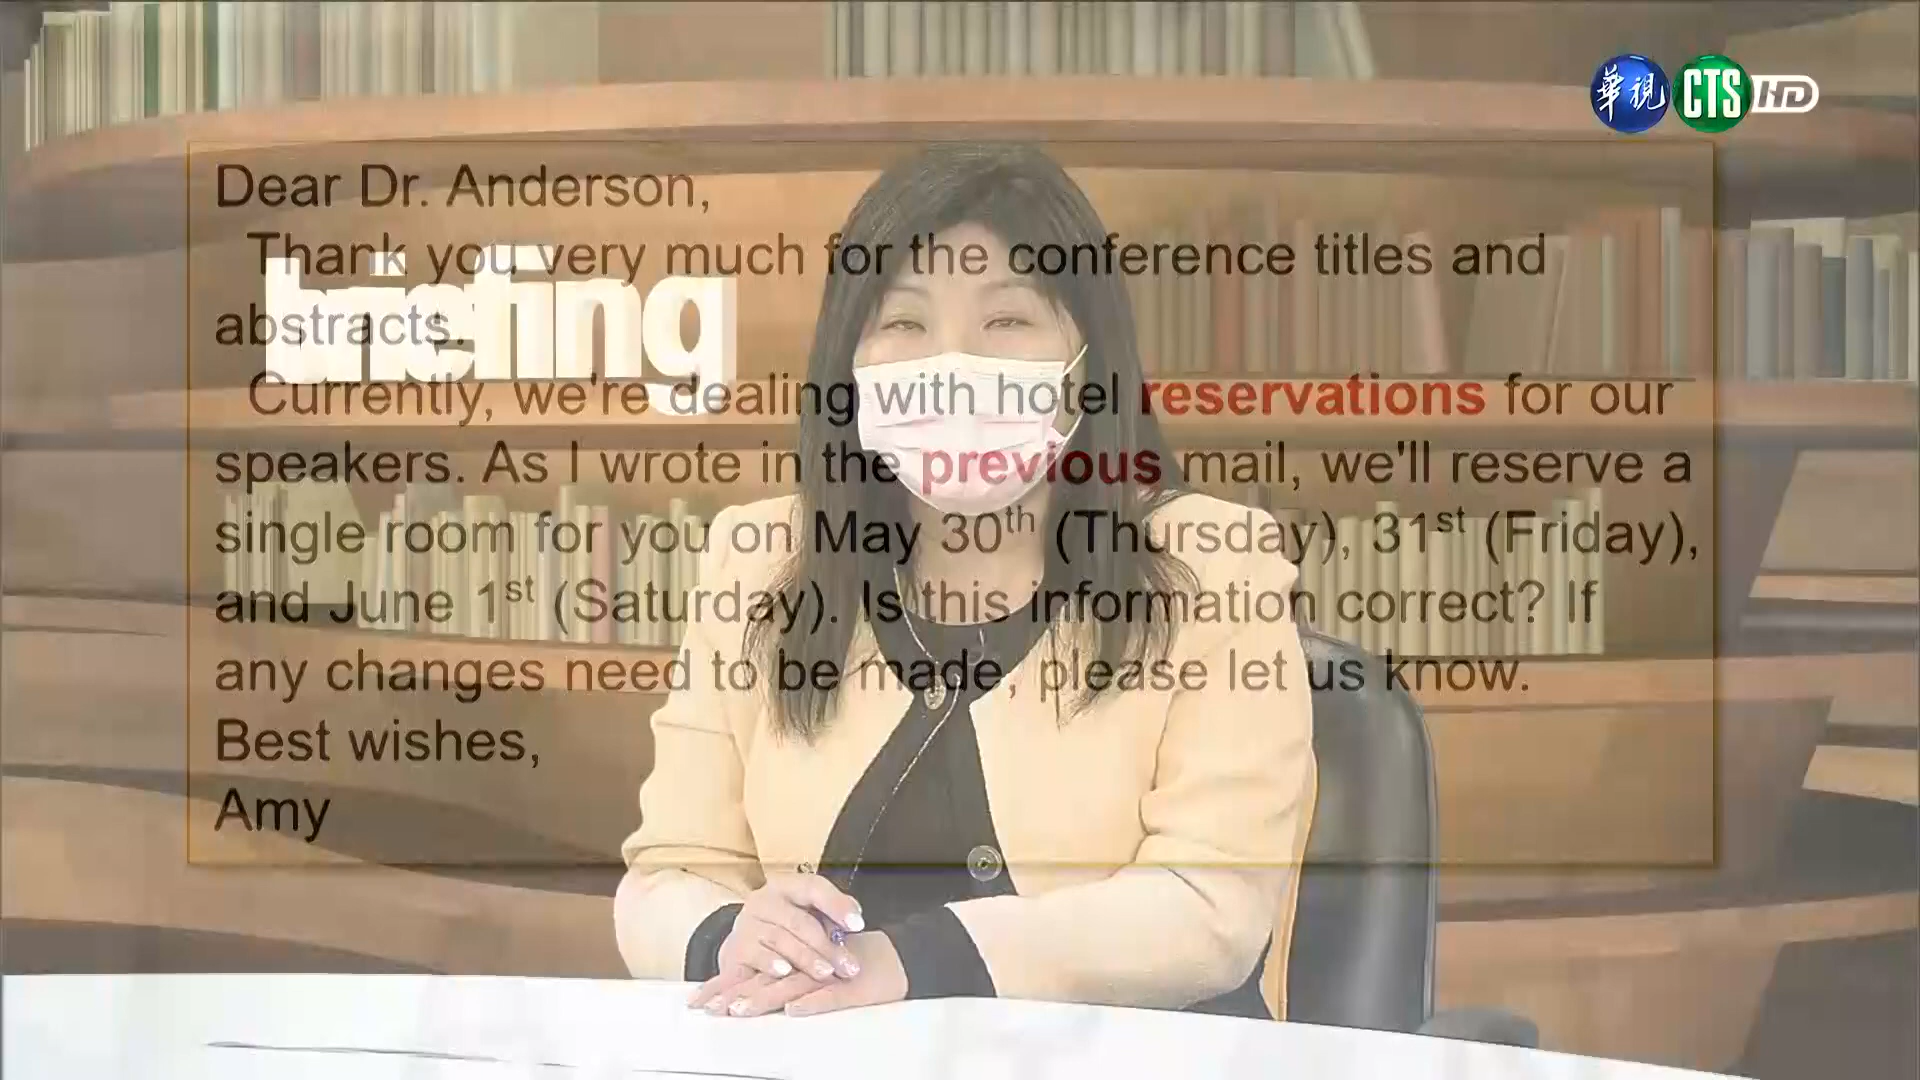 華視 CTS HD
Dear Dr. Anderson,
Thank you very much for the conference titles and
abstracts.
briefing
Currently, we're dealing with hotel reservations for our
speakers. As I wrote in the previous mail, we'll reserve a
single room for you on May 30th (Thursday), 31st (Friday),
and June 1st (Saturday). Is this information correct? If
any changes need to be made, please let us know.
Best wishes,
Amy